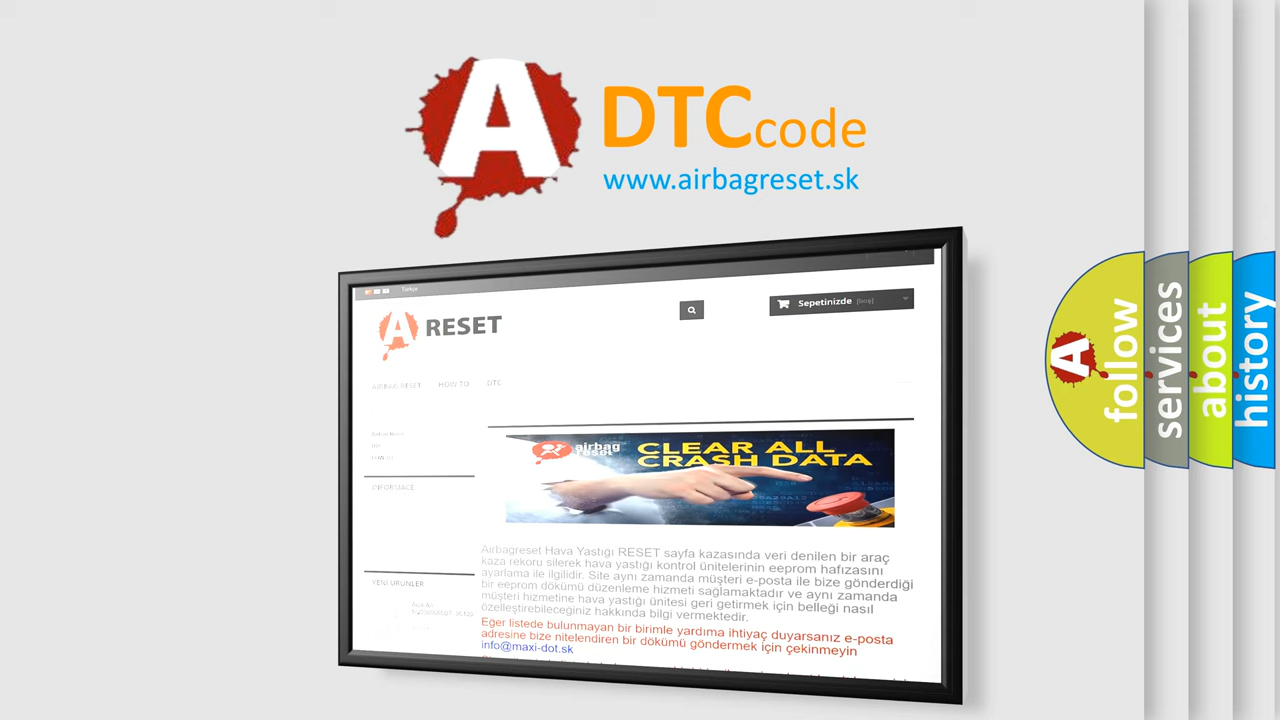 A DTCcode
www.airbagreset.sk
Türkçe
A RESET
Sepetinizde [boş]
AIRBAG RESET HOW TO DTC
INFORMACE
YENİ ÜRÜNLER
airbag
reset
CLEAR ALL
CRASH DATA
Airbagreset Hava Yastığı RESET sayfa kazasında veri denilen bir araç
kaza rekoru silerek hava yastığı kontrol ünitelerinin eeprom hafızasını
ayarlama ile ilgilidir. Site aynı zamanda müşteri e-posta ile bize gönderdiği
bir eeprom dökümü düzenleme hizmeti sağlamaktadır ve aynı zamanda
müşteri hizmetine hava yastığı ünitesi geri getirmek için belleği nasıl
özelleştirebileceğiniz hakkında bilgi vermektedir.
Eğer listede bulunmayan bir birimle yardıma ihtiyaç duyarsanız e-posta
adresine bize nitelendiren bir dökümü göndermek için çekinmeyin
info@maxi-dot.sk
A follow
services
about
history